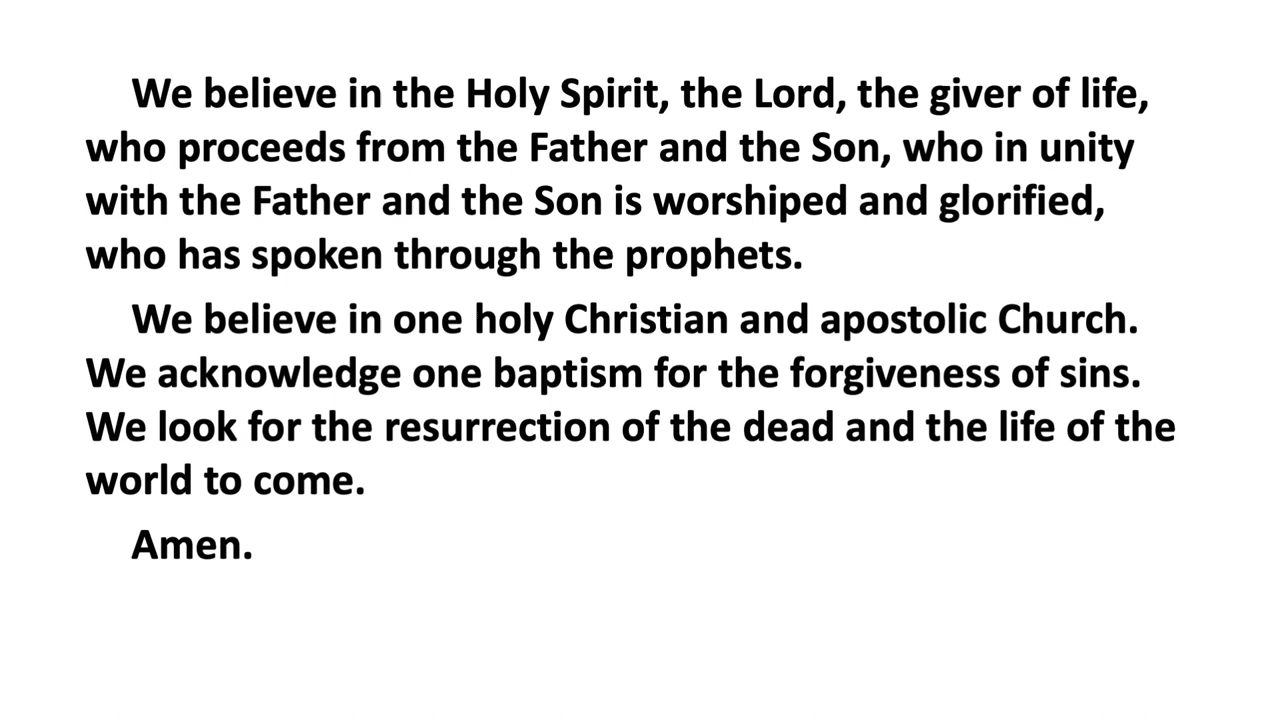 We believe in the Holy Spirit, the Lord, the giver of life,
who proceeds from the Father and the Son, who in unity
with the Father and the Son is worshiped and glorified,
who has spoken through the prophets.
We believe in one holy Christian and apostolic Church.
We acknowledge one baptism for the forgiveness of sins.
We look for the resurrection of the dead and the life of the
world to come.
Amen.